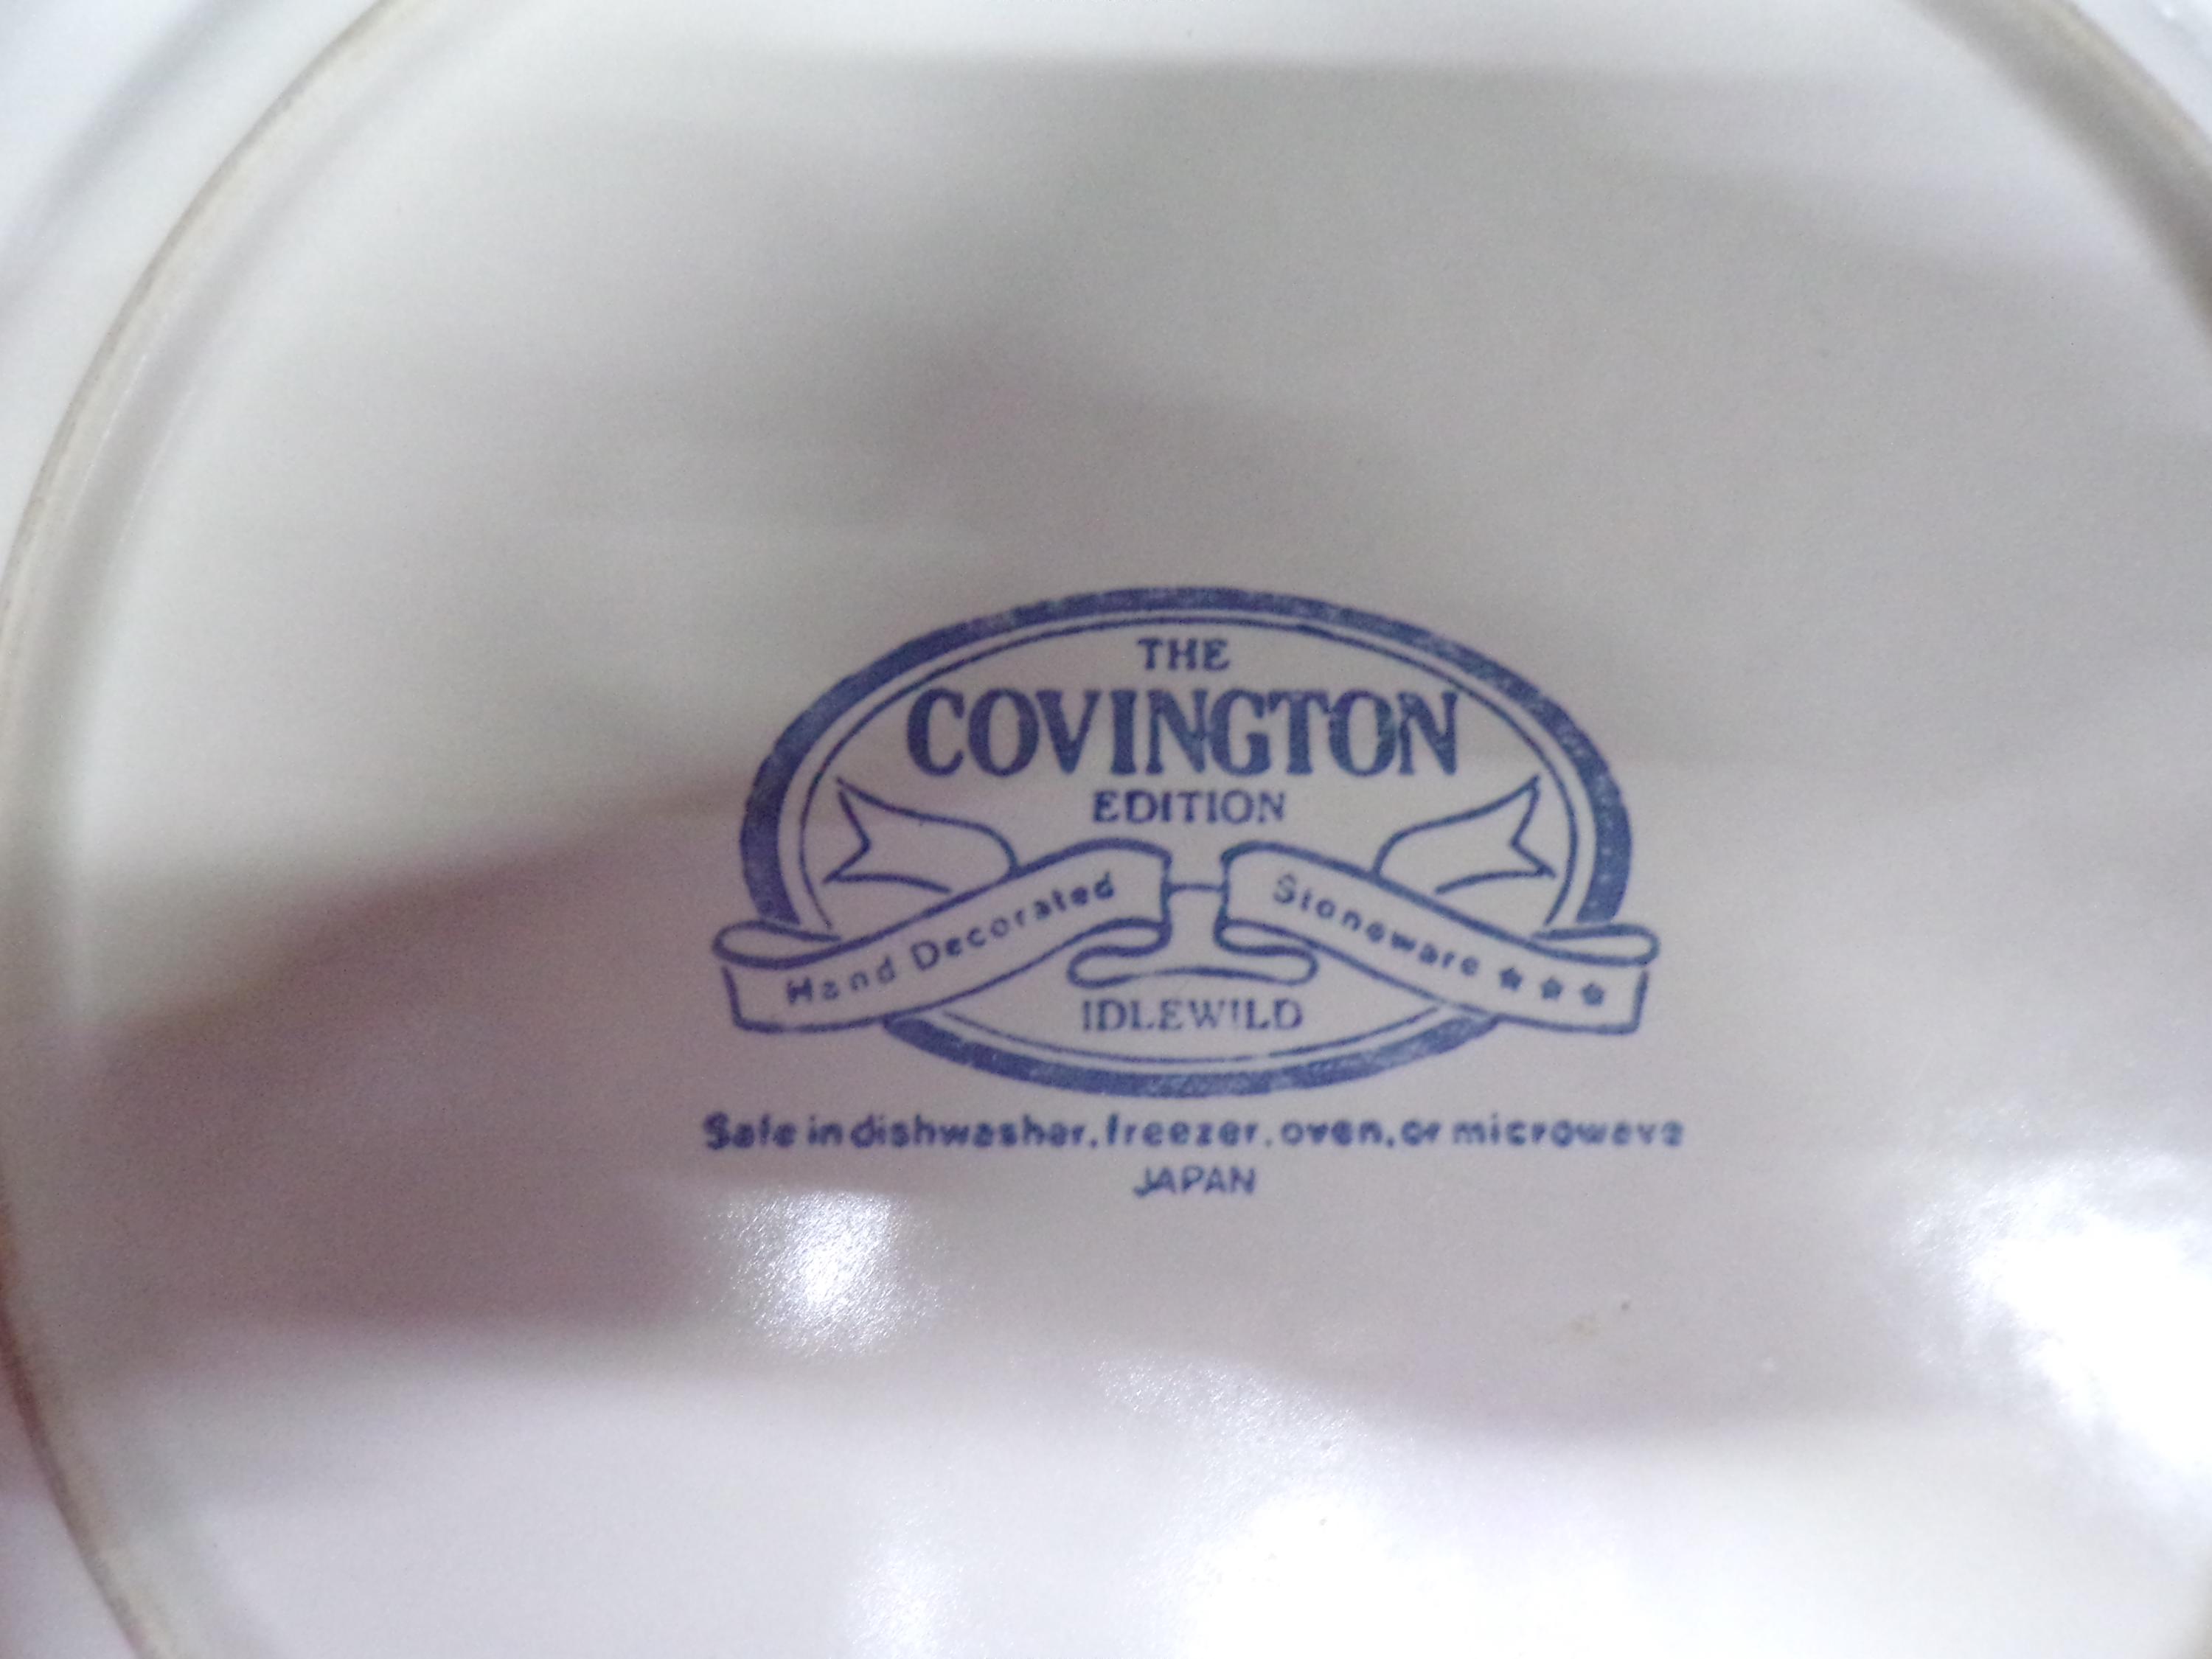 THE
COVINGTON
EDITION
Hand Decorated Stoneware ★★★
IDLEWILD
Safe in dishwasher, freezer, oven, or microwave
JAPAN